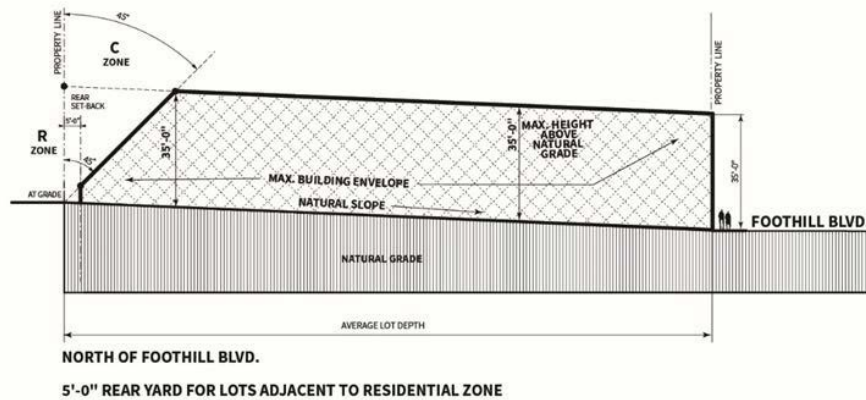 45°
PROPERTY LINE
C
ZONE
PROPERTY LINE
REAR
SET-BACK
5'-0"
R
ZONE
45°
35'-0"
35'-0"
MAX. HEIGHT
ABOVE
NATURAL
GRADE
35'-0"
MAX. BUILDING ENVELOPE
AT GRADE
NATURAL SLOPE
FOOTHILL BLVD
NATURAL GRADE
AVERAGE LOT DEPTH
NORTH OF FOOTHILL BLVD.
5'-0" REAR YARD FOR LOTS ADJACENT TO RESIDENTIAL ZONE